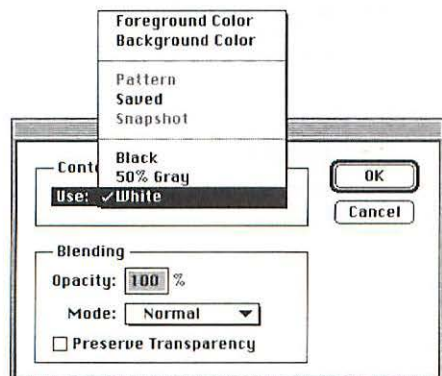 Foreground Color
Background Color
Pattern
Saved
Snapshot
Black
50% Gray
Use: ✓White
OK
Cancel
Blending
Opacity: 100 %
Mode: Normal
Preserve Transparency